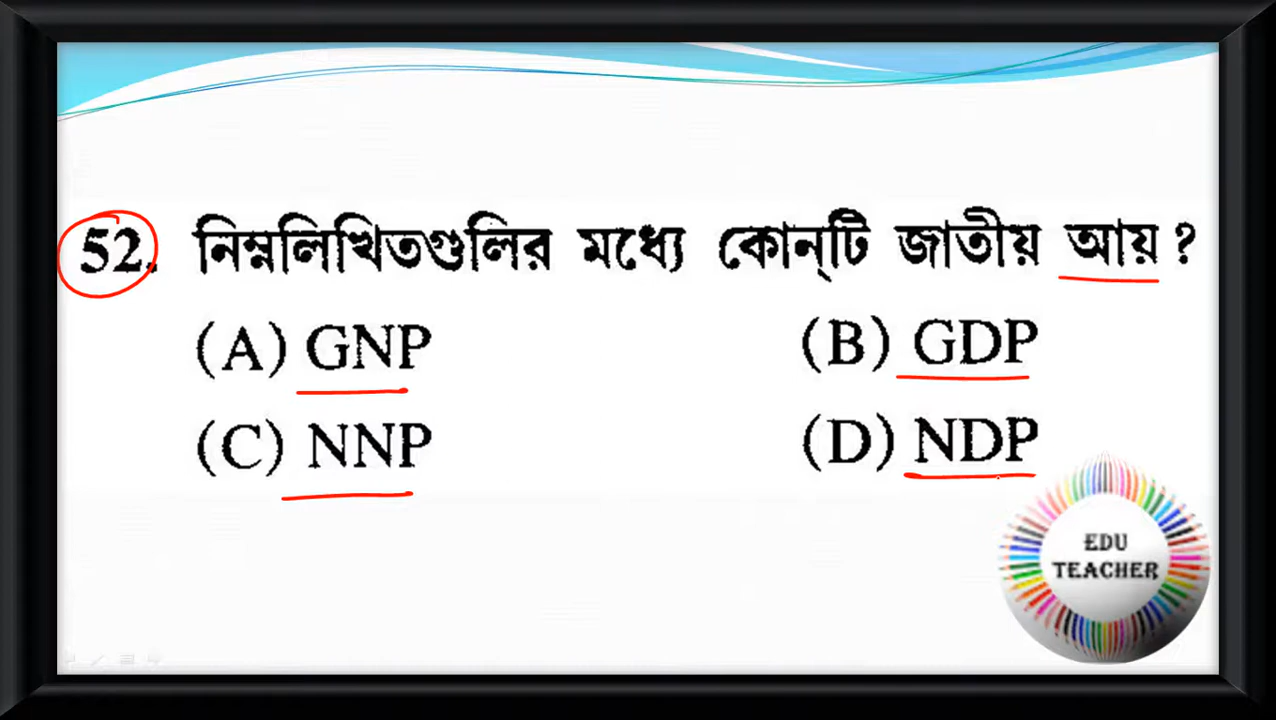 52. নিম্নলিখিতগুলির মধ্যে কোন্‌টি জাতীয় আয় ?
(A) GNP (B) GDP
(C) NNP (D) NDP
EDU
TEACHER